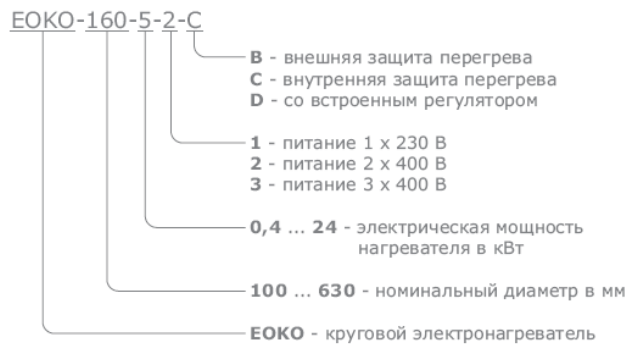 EOKO-160-5-2-C
B - внешняя защита перегрева
C - внутренняя защита перегрева
D - со встроенным регулятором
1 - питание 1 x 230 В
2 - питание 2 x 400 В
3 - питание 3 x 400 В
0,4 ... 24 - электрическая мощность
нагревателя в кВт
100 ... 630 - номинальный диаметр в мм
EOKO - круговой электронагреватель